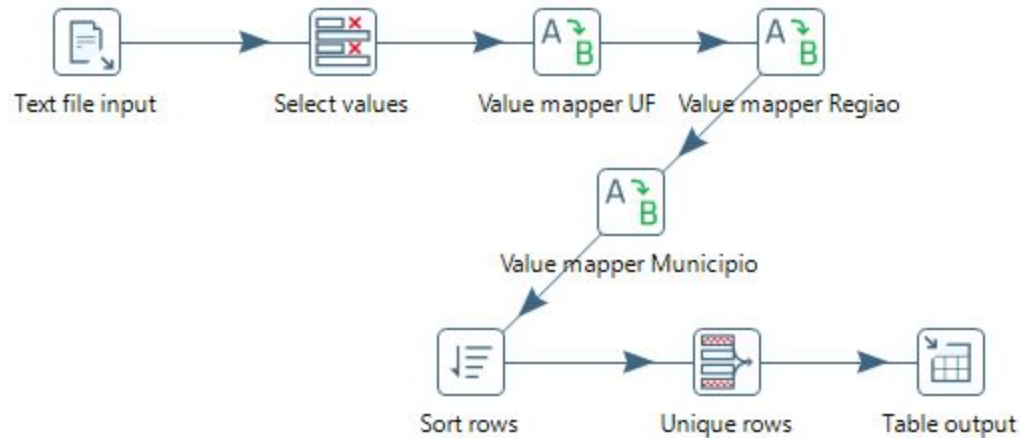 Text file input
Select values
Value mapper UF
Value mapper Regiao
Value mapper Municipio
Sort rows
Unique rows
Table output